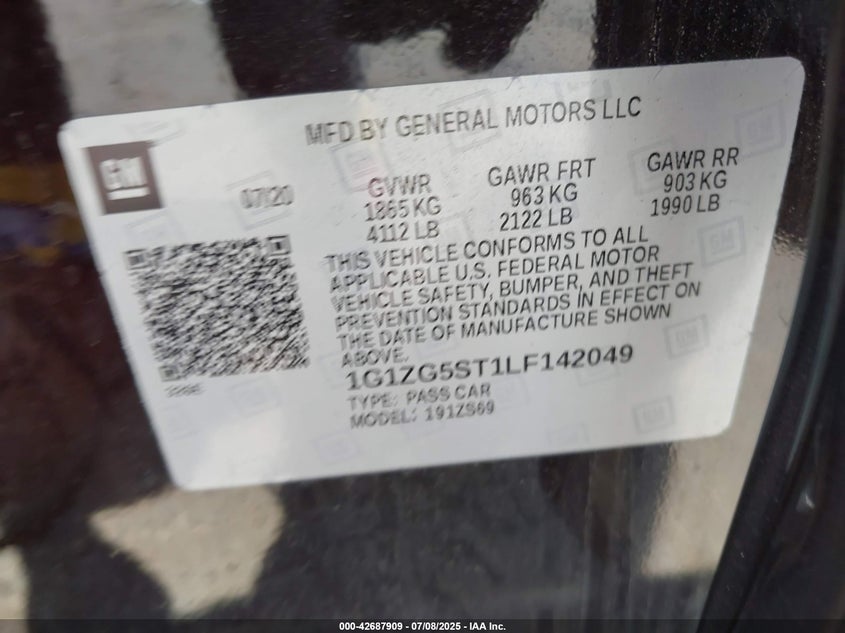 MFD BY GENERAL MOTORS LLC
GM
07/20
GVWR
1865 KG
4112 LB
GAWR FRT
963 KG
2122 LB
GAWR RR
903 KG
1990 LB
THIS VEHICLE CONFORMS TO ALL
APPLICABLE U.S. FEDERAL MOTOR
VEHICLE SAFETY, BUMPER, AND THEFT
PREVENTION STANDARDS IN EFFECT ON
THE DATE OF MANUFACTURE SHOWN
ABOVE.
1G1ZG5ST1LF142049
TYPE: PASS CAR
MODEL: 191ZS69
000-42687909 - 07/08/2025 - IAA Inc.